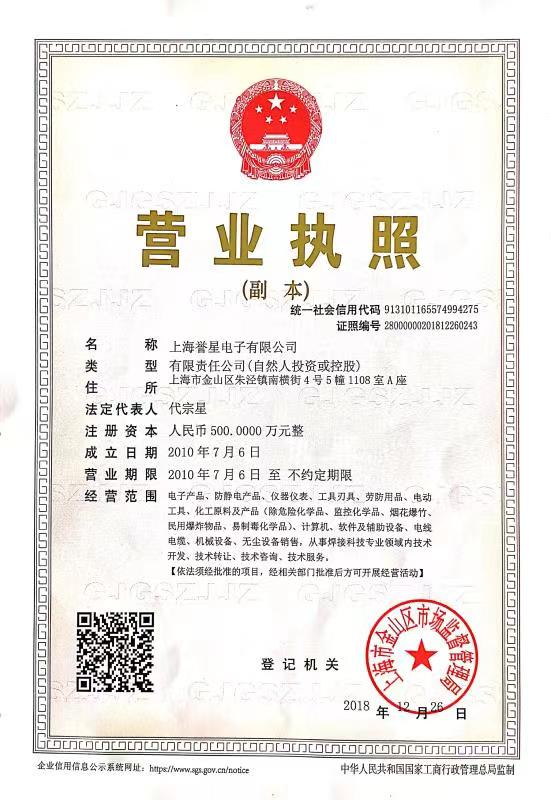 GJGSZJJZ GJGSZJJZ
GJGSZJJZ GJGSZJJZ
营业执照
(副 本)
统一社会信用代码 913101165574994275
证照编号 28000000201812260243
名称 上海誉星电子有限公司
类型 有限责任公司(自然人投资或控股)
住所 上海市金山区朱泾镇南横街4号5幢1108室A座
法定代表人 代宗星
注册资本 人民币500.0000万元整
成立日期 2010年7月6日
营业期限 2010年7月6日 至 不约定期限
经营范围 电子产品、防静电产品、仪器仪表、工具刃具、劳防用品、电动
工具、化工原料及产品(除危险化学品、监控化学品、烟花爆竹、
民用爆炸物品、易制毒化学品)、计算机、软件及辅助设备、电线
电缆、机械设备、无尘设备销售，从事焊接科技专业领域内技术
开发、技术转让、技术咨询、技术服务。
【依法须经批准的项目，经相关部门批准后方可开展经营活动】
登记机关
上海市金山区市场监督管理局
2018 年 12 月 26 日
企业信用信息公示系统网址: https://www.sgs.gov.cn/notice
中华人民共和国国家工商行政管理总局监制